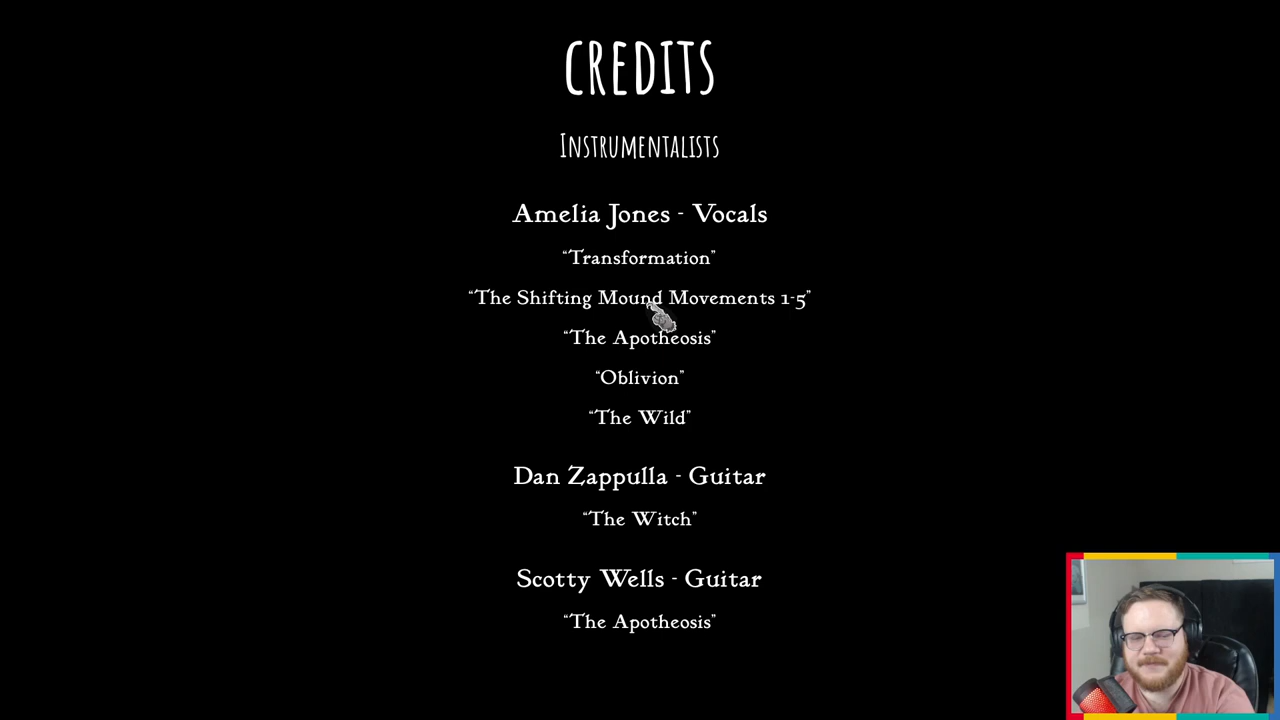 CREDITS
INSTRUMENTALISTS
Amelia Jones - Vocals
“Transformation”
“The Shifting Mound Movements 1-5”
“The Apotheosis”
“Oblivion”
“The Wild”
Dan Zappulla - Guitar
“The Witch”
Scotty Wells - Guitar
“The Apotheosis”